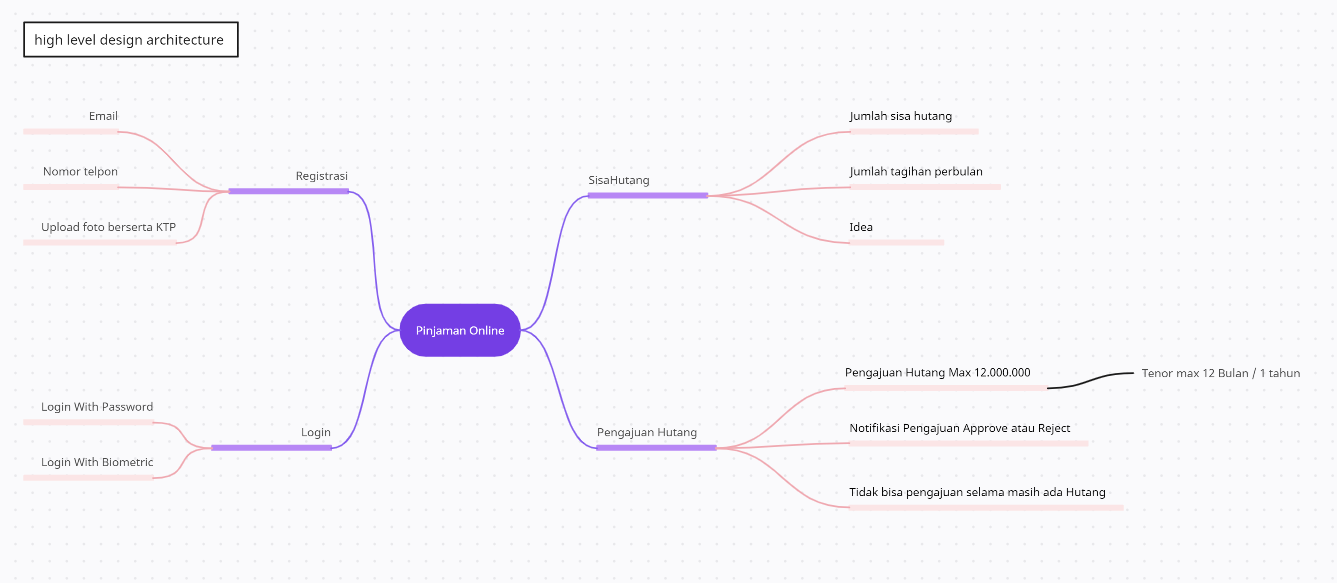 high level design architecture
Email
Nomor telpon
Upload foto berserta KTP
Registrasi
SisaHutang
Jumlah sisa hutang
Jumlah tagihan perbulan
Idea
Pinjaman Online
Login With Password
Login With Biometric
Login
Pengajuan Hutang
Pengajuan Hutang Max 12.000.000
Tenor max 12 Bulan / 1 tahun
Notifikasi Pengajuan Approve atau Reject
Tidak bisa pengajuan selama masih ada Hutang